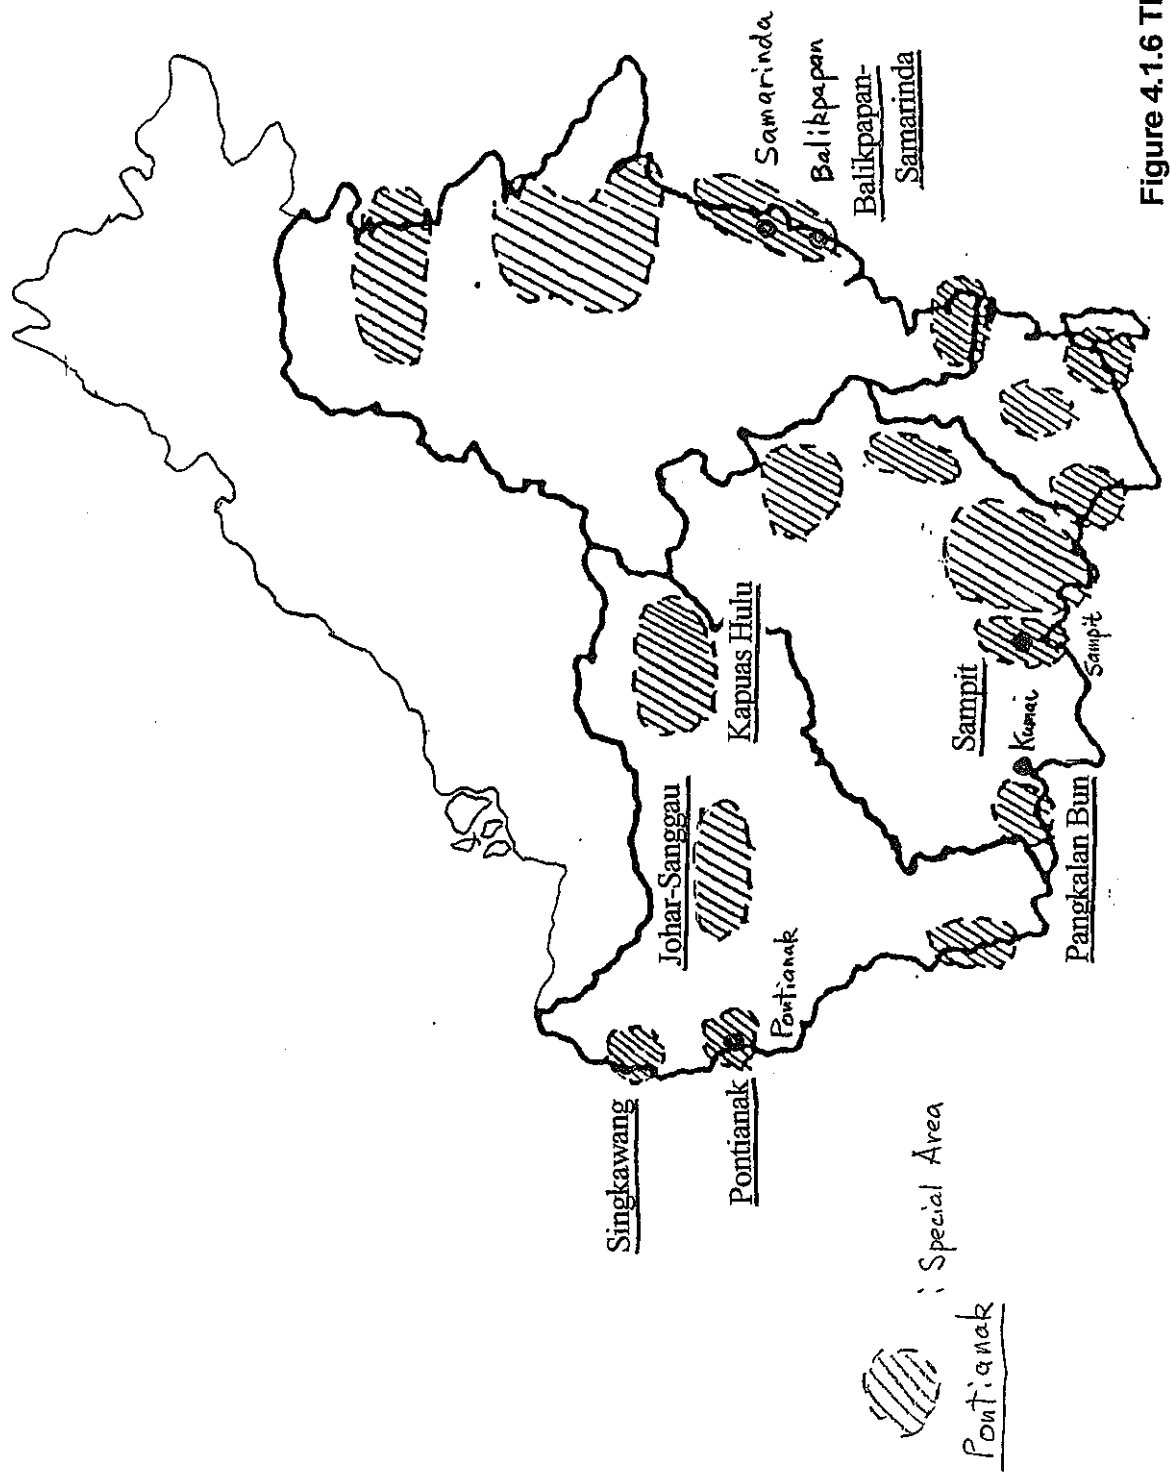 Samarinda
Balikpapan
Balikpapan-
Samarinda
Kapuas Hulu
Johar-Sanggau
Singkawang
Pontianak
Pontianak
Sampit
Sampit
Kumai
Pangkalan Bun
: Special Area
Pontianak
Figure 4.1.6